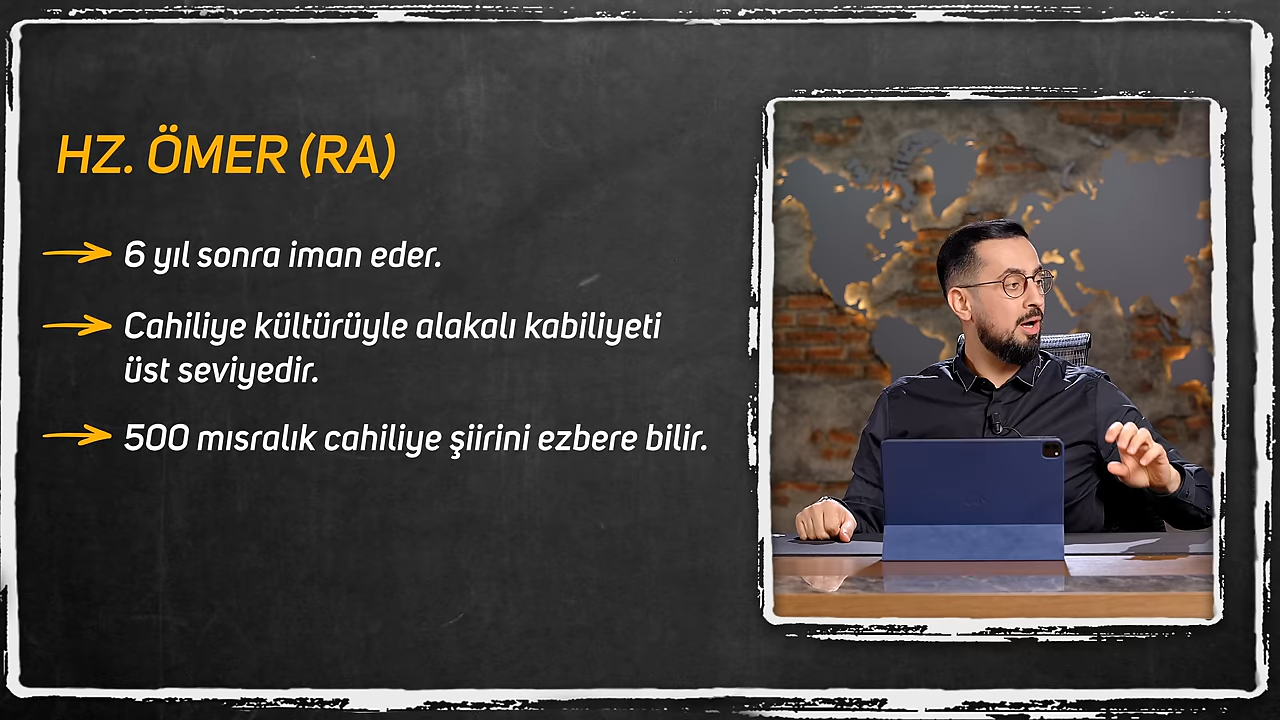 HZ. ÖMER (RA)
6 yıl sonra iman eder.
Cahiliye kültürüyle alakalı kabiliyeti
üst seviyedir.
500 mısralık cahiliye şiirini ezbere bilir.